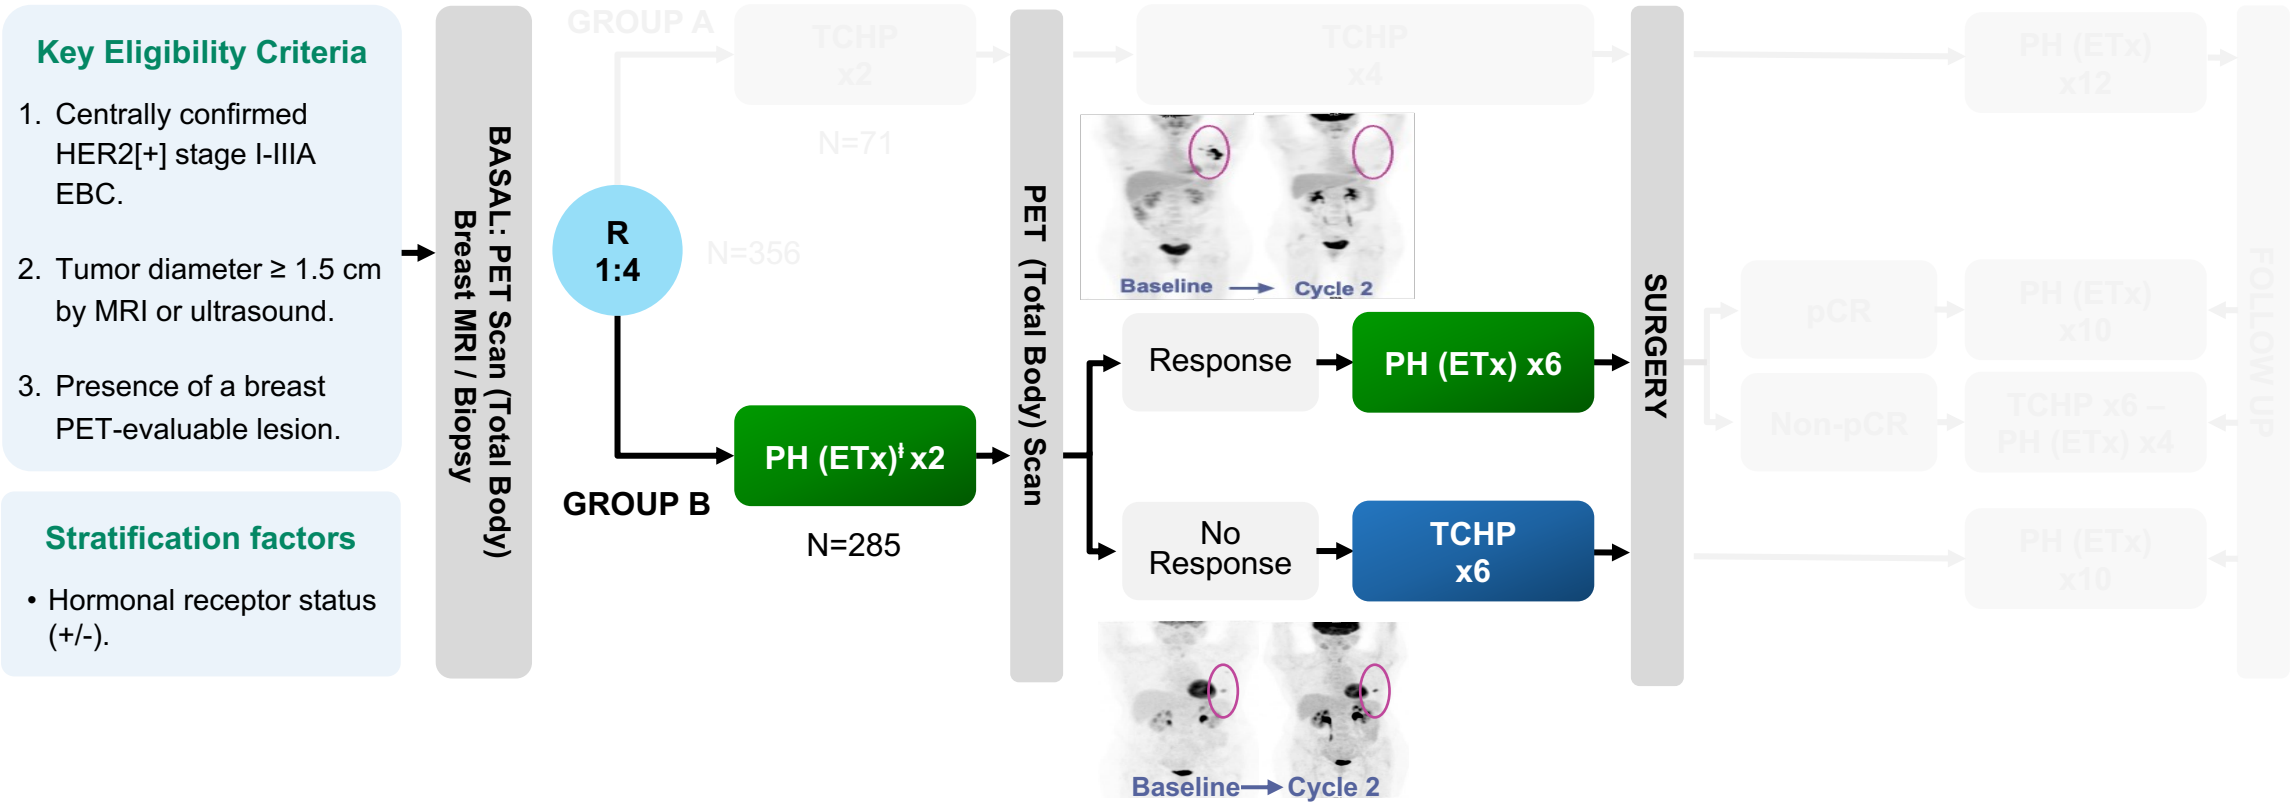 Key Eligibility Criteria
1. Centrally confirmed
HER2[+] stage I-IIIA
EBC.
2. Tumor diameter ≥ 1.5 cm
by MRI or ultrasound.
3. Presence of a breast
PET-evaluable lesion.
Stratification factors
• Hormonal receptor status
(+/-).
BASAL: PET Scan (Total Body)
Breast MRI / Biopsy
GROUP A
R
1:4
N=356
GROUP B
TCHP
x2
N=71
PH (ETx)ǂ x2
N=285
PET (Total Body) Scan
TCHP
x4
Baseline
Cycle 2
Response
PH (ETx) x6
No
Response
TCHP
x6
Baseline
Cycle 2
SURGERY
PH (ETx)
x12
pCR
PH (ETx)
x10
Non-pCR
TCHP x6 –
PH (ETx) x4
PH (ETx)
x10
FOLLOW UP